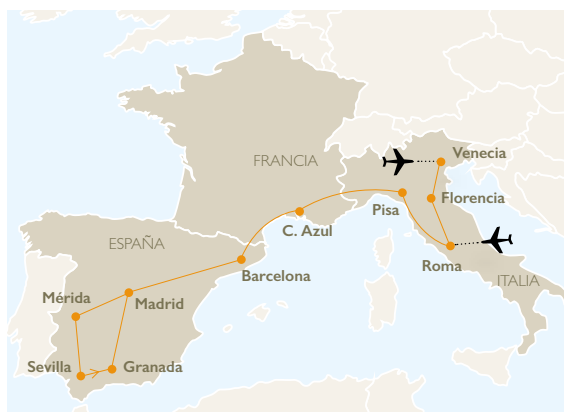 Venecia
FRANCIA
Florencia
Pisa
C. Azul
ESPAÑA
Roma
Barcelona
ITALIA
Mérida
Madrid
Sevilla
Granada